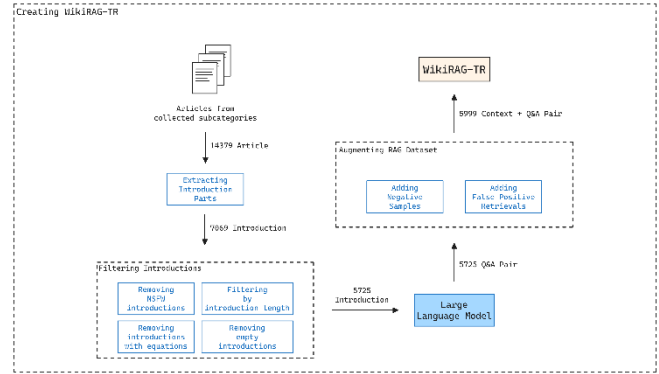 Creating WikiRAG-TR
Articles from
collected subcategories
14379 Article
Extracting
Introduction
Parts
7069 Introduction
Filtering Introductions
Removing
NSFW
introductions
Filtering
by
introduction length
Removing
introductions
with equations
Removing
empty
introductions
5725
Introduction
Large
Language Model
5725 Q&A Pair
Augmenting RAG Dataset
Adding
Negative
Samples
Adding
False Positive
Retrievals
5999 Context + Q&A Pair
WikiRAG-TR